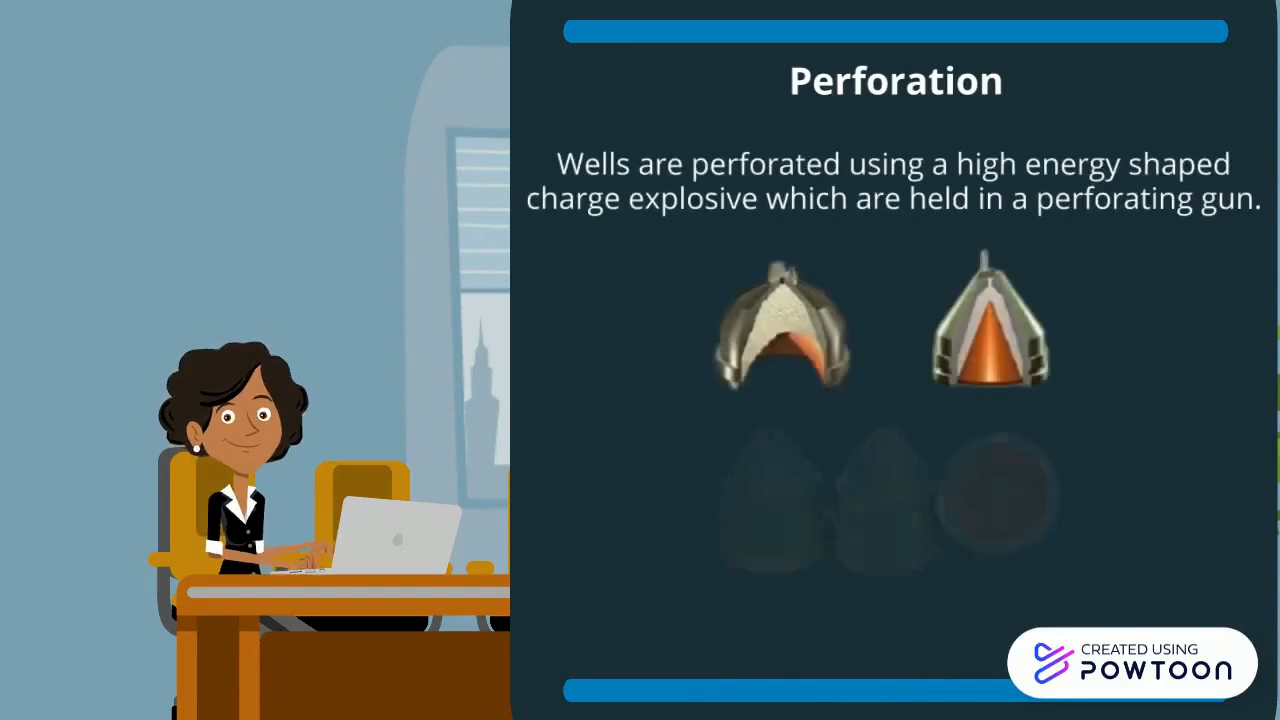 Perforation
Wells are perforated using a high energy shaped
charge explosive which are held in a perforating gun.
CREATED USING
POWTOON